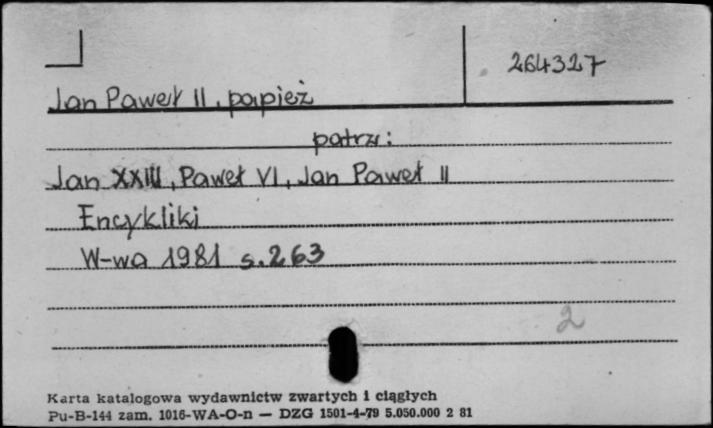 264327
Jan Paweł II, papież
patrz:
Jan XXIII, Paweł VI, Jan Paweł II
Encykliki
W-wa 1981 s.263
2
Karta katalogowa wydawnictw zwartych i ciągłych
Pu-B-144 zam. 1016-WA-O-n — DZG 1501-4-79 5.050.000 2 81